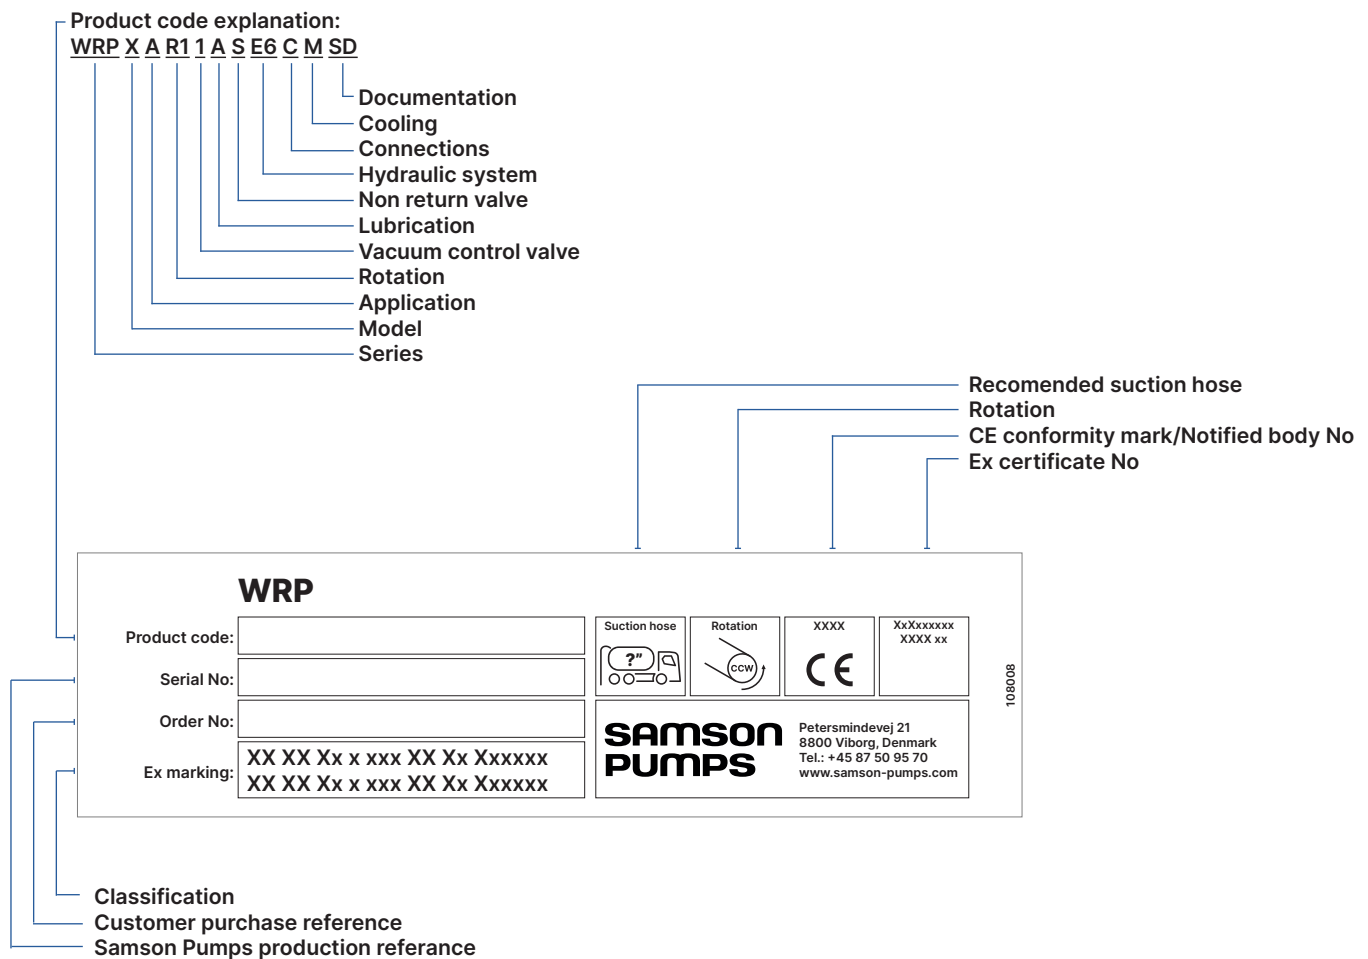 Product code explanation:
WRP X A R1 1 A S E6 C M SD
Documentation
Cooling
Connections
Hydraulic system
Non return valve
Lubrication
Vacuum control valve
Rotation
Application
Model
Series
Recomended suction hose
Rotation
CE conformity mark/Notified body No
Ex certificate No
WRP
Product code:
Serial No:
Order No:
Ex marking:
XX XX Xx x xxx XX Xx Xxxxxx
XX XX Xx x xxx XX Xx Xxxxxx
Suction hose
?"
Rotation
CCW
XXXX
CE
XxXxxxxxx
XXXX xx
SAMSON
PUMPS
Petersmindevej 21
8800 Viborg, Denmark
Tel.: +45 87 50 95 70
www.samson-pumps.com
108008
Classification
Customer purchase reference
Samson Pumps production referance